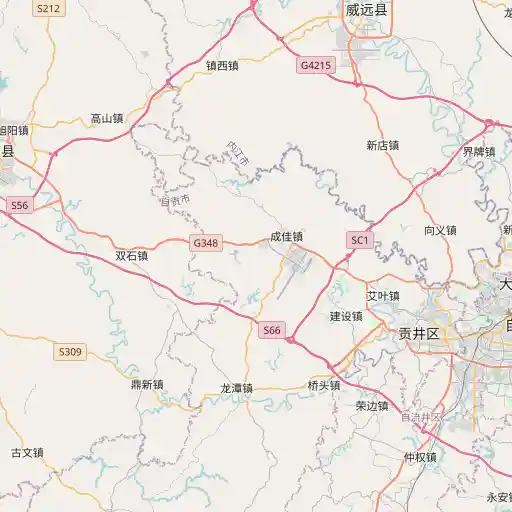 S212
威远县
镇西镇
G4215
高山镇
旭阳镇
县
新店镇
界牌镇
内江市
自贡市
S56
向义镇
成佳镇
SC1
G348
双石镇
艾叶镇
建设镇
S66
贡井区
S309
鼎新镇
龙潭镇
桥头镇
荣边镇
自流井区
古文镇
仲权镇
永安镇